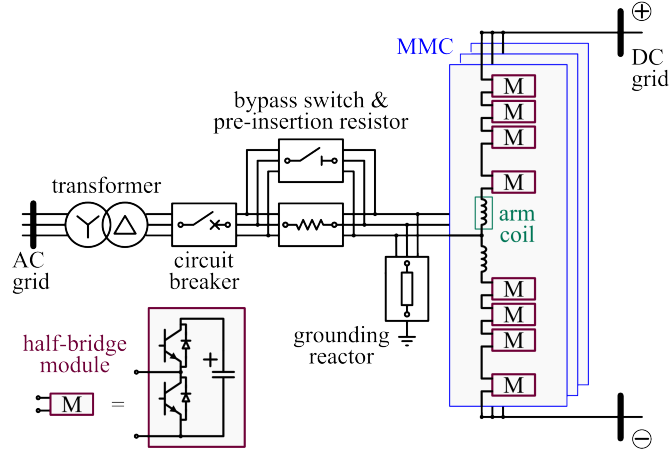 MMC
DC
grid
bypass switch &
pre-insertion resistor
transformer
AC
grid
circuit
breaker
grounding
reactor
arm
coil
M
M
M
M
M
M
M
M
half-bridge
module
M =
+